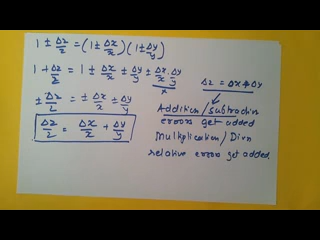 1 ± Δz/z = (1 ± Δx/x) (1 ± Δy/y)
1 + Δz/z = 1 ± Δx/x ± Δy/y ± Δx/x · Δy/y
± Δz/z = ± Δx/x ± Δy/y
Δz/z = Δx/x + Δy/y
Δz = Δx + Δy
Addition/subtraction
errors get added
Multiplication/Divn
relative errors get added.